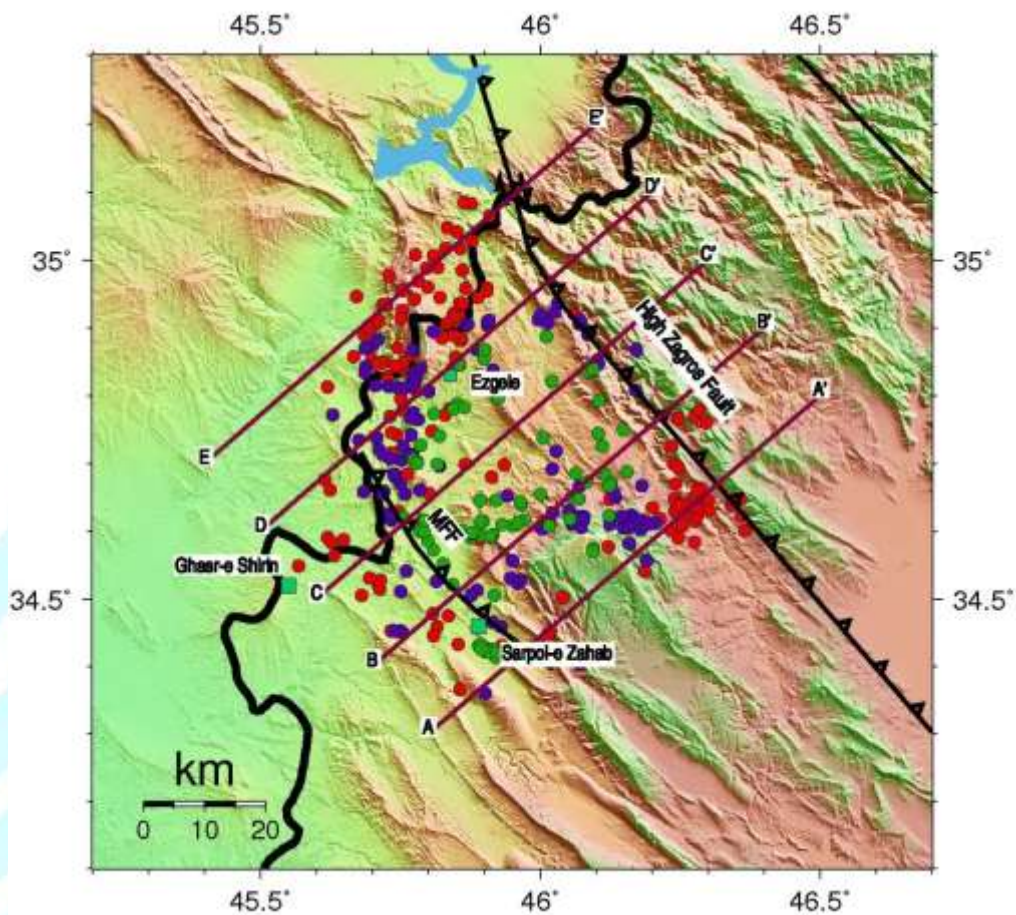 45.5° 46° 46.5°
E'
D'
35° 35°
C'
High Zagros Fault
B'
Ezgele
A'
E
MFF
D
Ghasr-e Shirin
34.5° 34.5°
C
B
Sarpol-e Zahab
A
km
0 10 20
45.5° 46° 46.5°